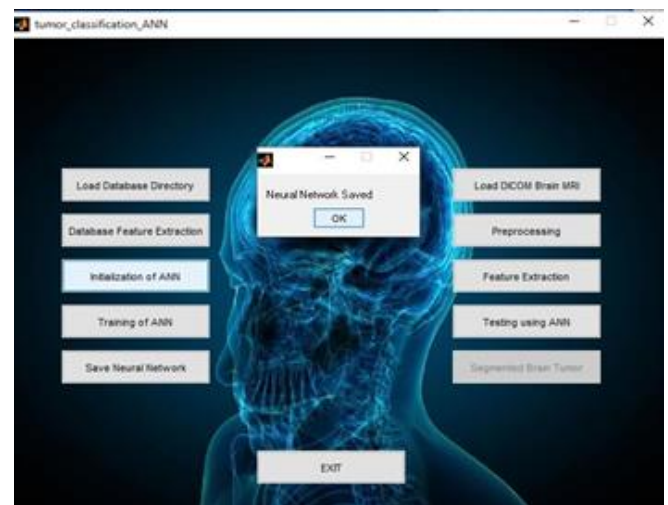 tumor_classification_ANN
Neural Network Saved
OK
Load Database Directory
Database Feature Extraction
Initialization of ANN
Training of ANN
Save Neural Network
Load DICOM Brain MRI
Preprocessing
Feature Extraction
Testing using ANN
Segmented Brain Tumor
EXIT